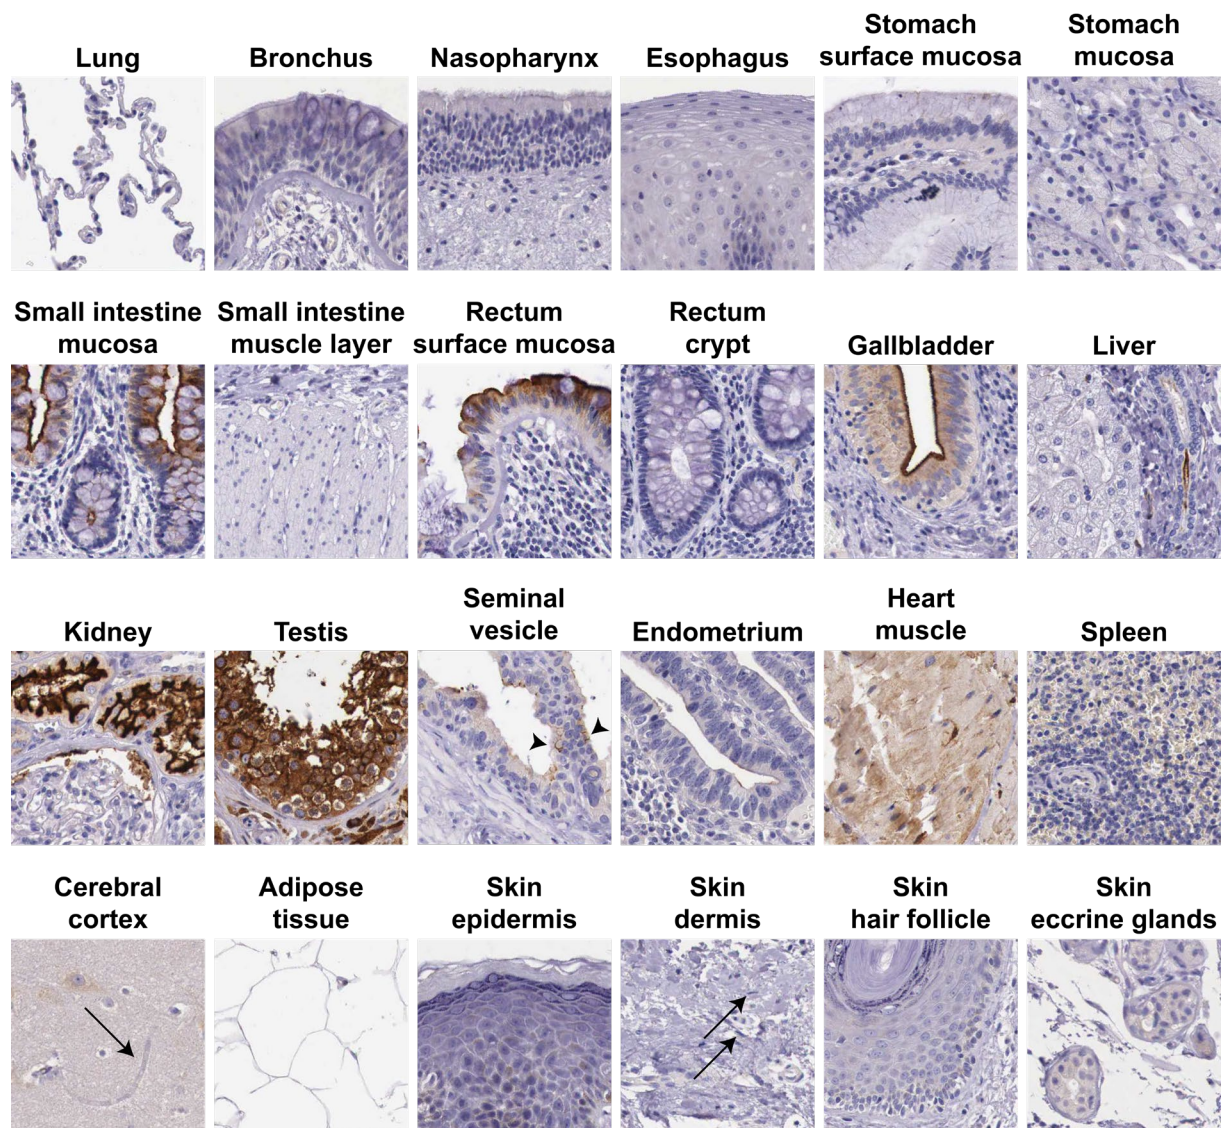 Lung
Bronchus
Nasopharynx
Esophagus
Stomach
surface mucosa
Stomach
mucosa
Small intestine
mucosa
Small intestine
muscle layer
Rectum
surface mucosa
Rectum
crypt
Gallbladder
Liver
Kidney
Testis
Seminal
vesicle
Endometrium
Heart
muscle
Spleen
Cerebral
cortex
Adipose
tissue
Skin
epidermis
Skin
dermis
Skin
hair follicle
Skin
eccrine glands